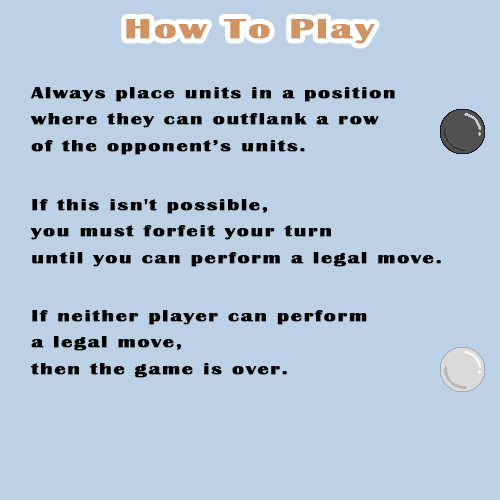 How To Play
Always place units in a position
where they can outflank a row
of the opponent’s units.
If this isn't possible,
you must forfeit your turn
until you can perform a legal move.
If neither player can perform
a legal move,
then the game is over.